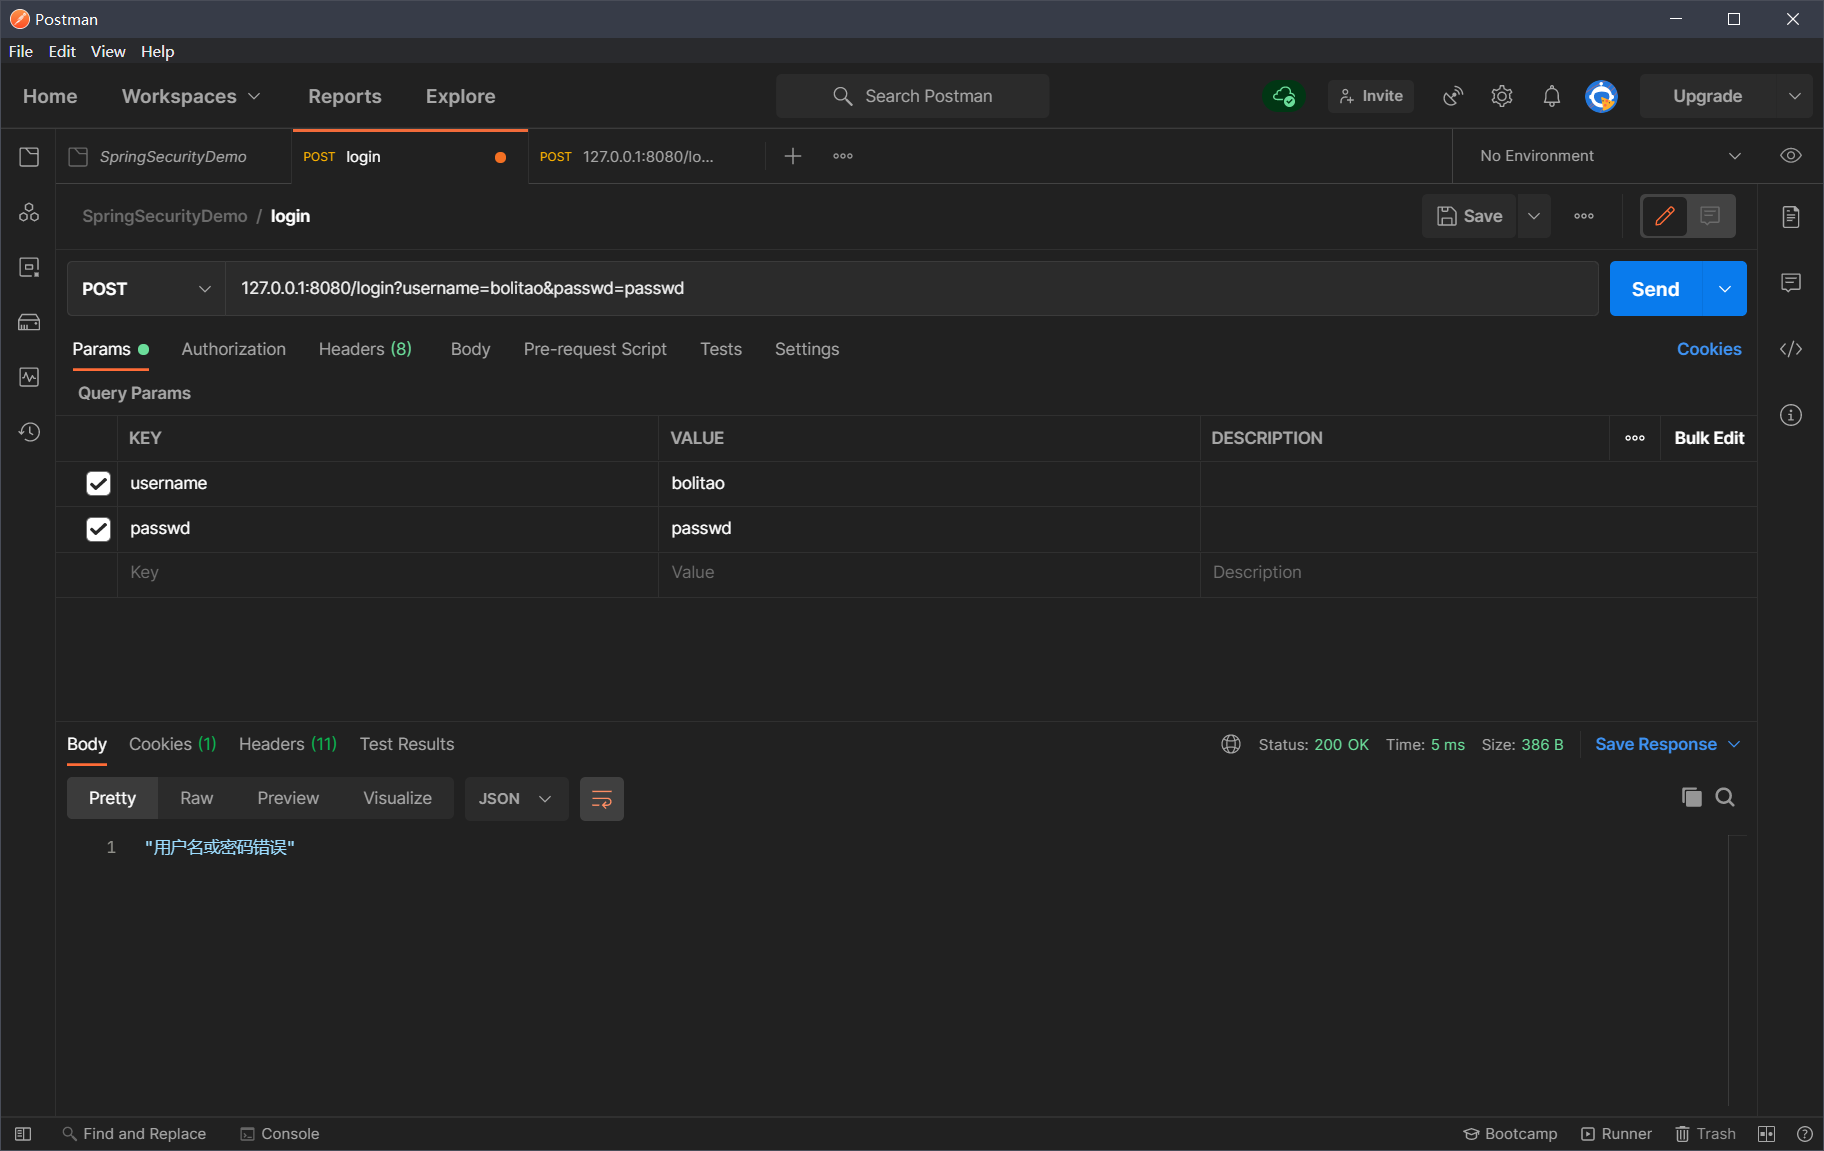 Postman
File Edit View Help
Home Workspaces Reports Explore Search Postman Invite Upgrade
SpringSecurityDemo POST login POST 127.0.0.1:8080/lo... No Environment
SpringSecurityDemo / login Save
POST 127.0.0.1:8080/login?username=bolitao&passwd=passwd Send
Params Authorization Headers (8) Body Pre-request Script Tests Settings Cookies
Query Params
KEY VALUE DESCRIPTION Bulk Edit
username bolitao
passwd passwd
Key Value Description
Body Cookies (1) Headers (11) Test Results Status: 200 OK Time: 5 ms Size: 386 B Save Response
Pretty Raw Preview Visualize JSON
1 "用户名或密码错误"
Find and Replace Console Bootcamp Runner Trash